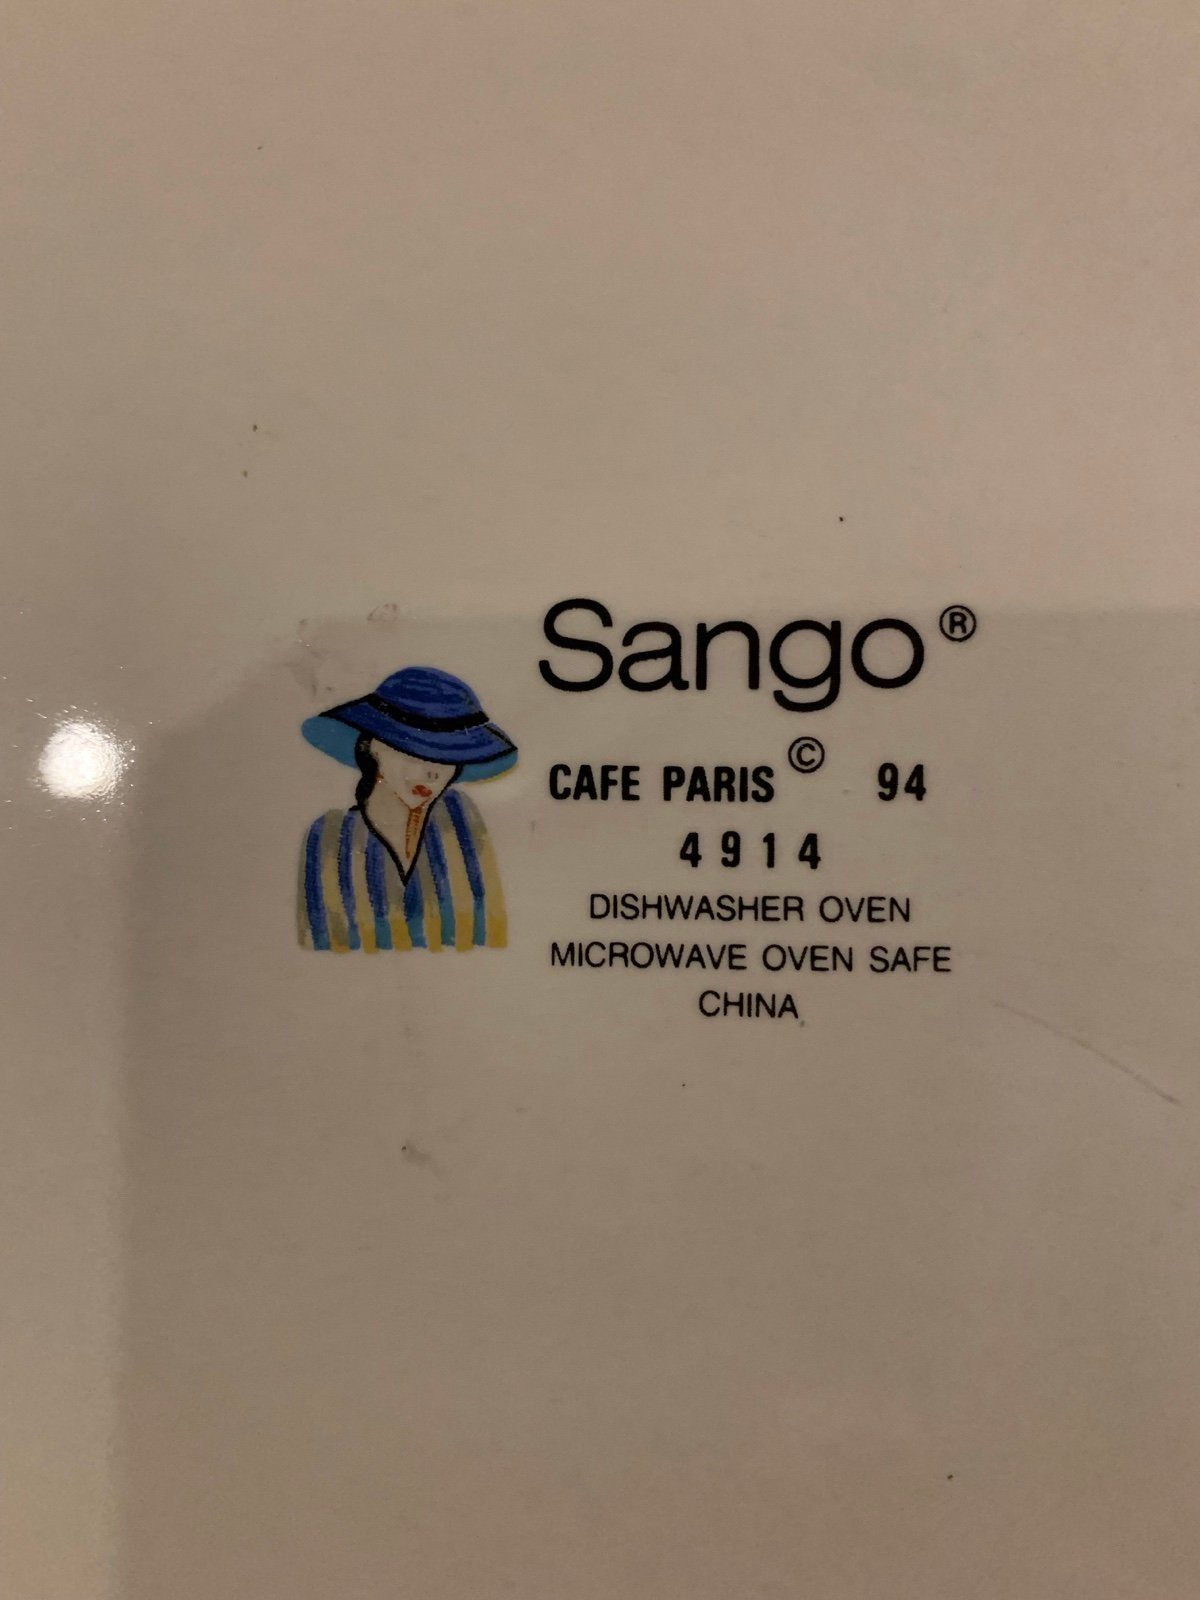 Sango®
CAFE PARIS© 94
4914
DISHWASHER OVEN
MICROWAVE OVEN SAFE
CHINA